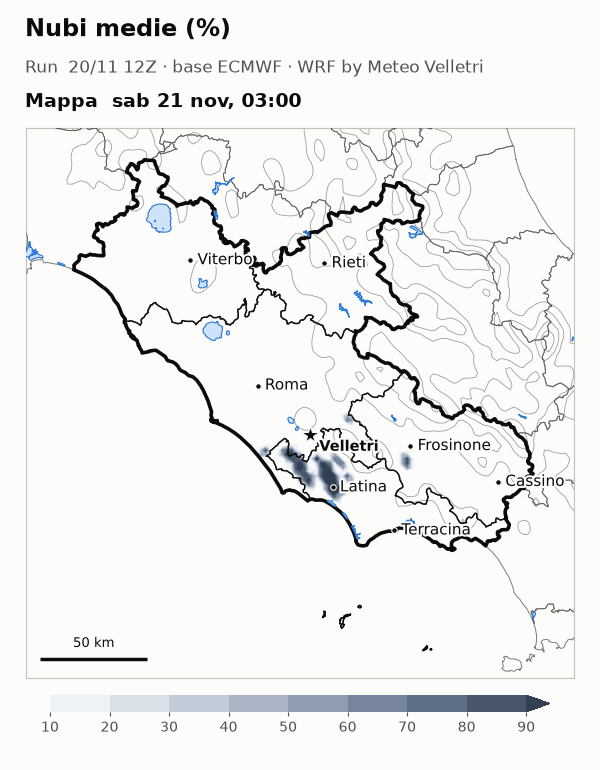 Nubi medie (%)
Run  20/11 12Z · base ECMWF · WRF by Meteo Velletri
Mappa  sab 21 nov, 03:00
Viterbo
Rieti
Roma
Velletri
Frosinone
Cassino
Latina
Terracina
50 km
10 20 30 40 50 60 70 80 90